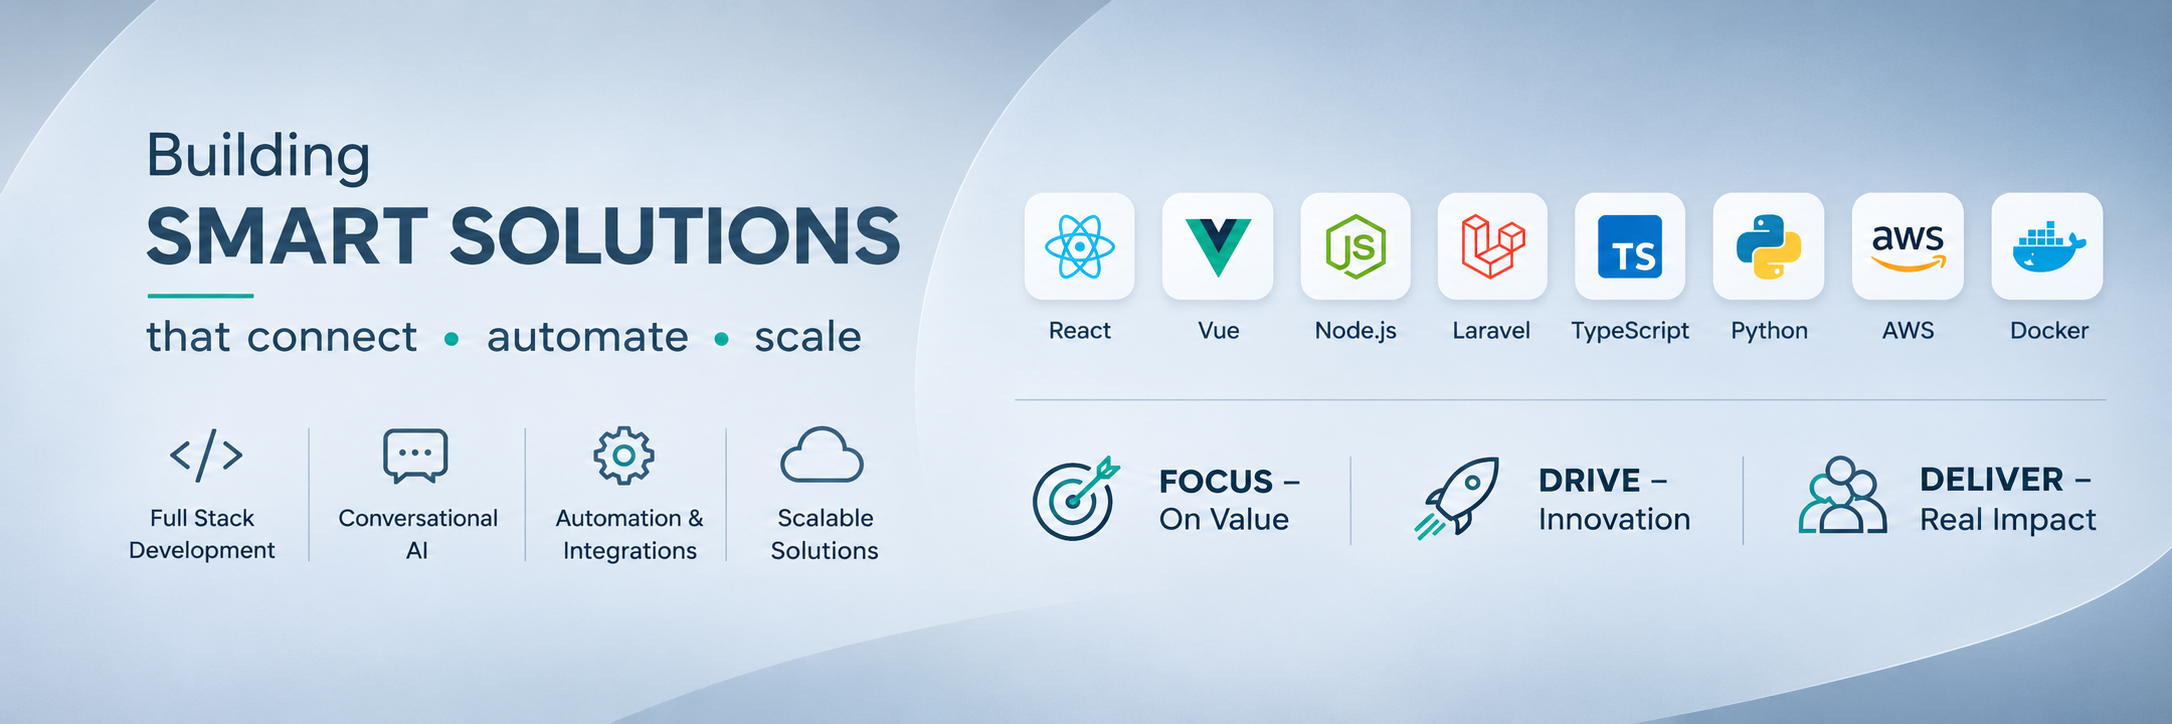 Building
SMART SOLUTIONS
that connect • automate • scale
Full Stack
Development
Conversational
AI
Automation &
Integrations
Scalable
Solutions
JS
TS
aws
React
Vue
Node.js
Laravel
TypeScript
Python
AWS
Docker
FOCUS –
On Value
DRIVE –
Innovation
DELIVER –
Real Impact